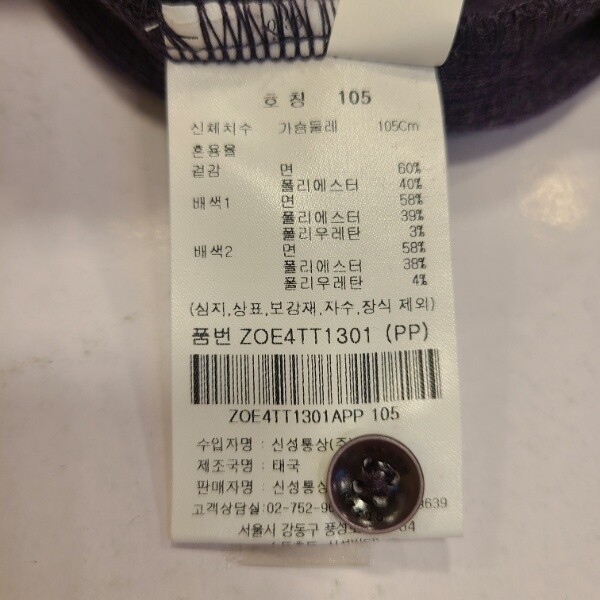 호칭 105
신체치수 가슴둘레 105Cm
혼용율
겉감 면 60%
폴리에스터 40%
배색1 면 58%
폴리에스터 39%
폴리우레탄 3%
배색2 면 58%
폴리에스터 38%
폴리우레탄 4%
(심지,상표,보강재,자수,장식 제외)
품번 ZOE4TT1301 (PP)
ZOE4TT1301APP 105
수입자명 : 신성통상(주)
제조국명 : 태국
판매자명 : 신성통상
고객상담실:02-752-9
서울시 강동구